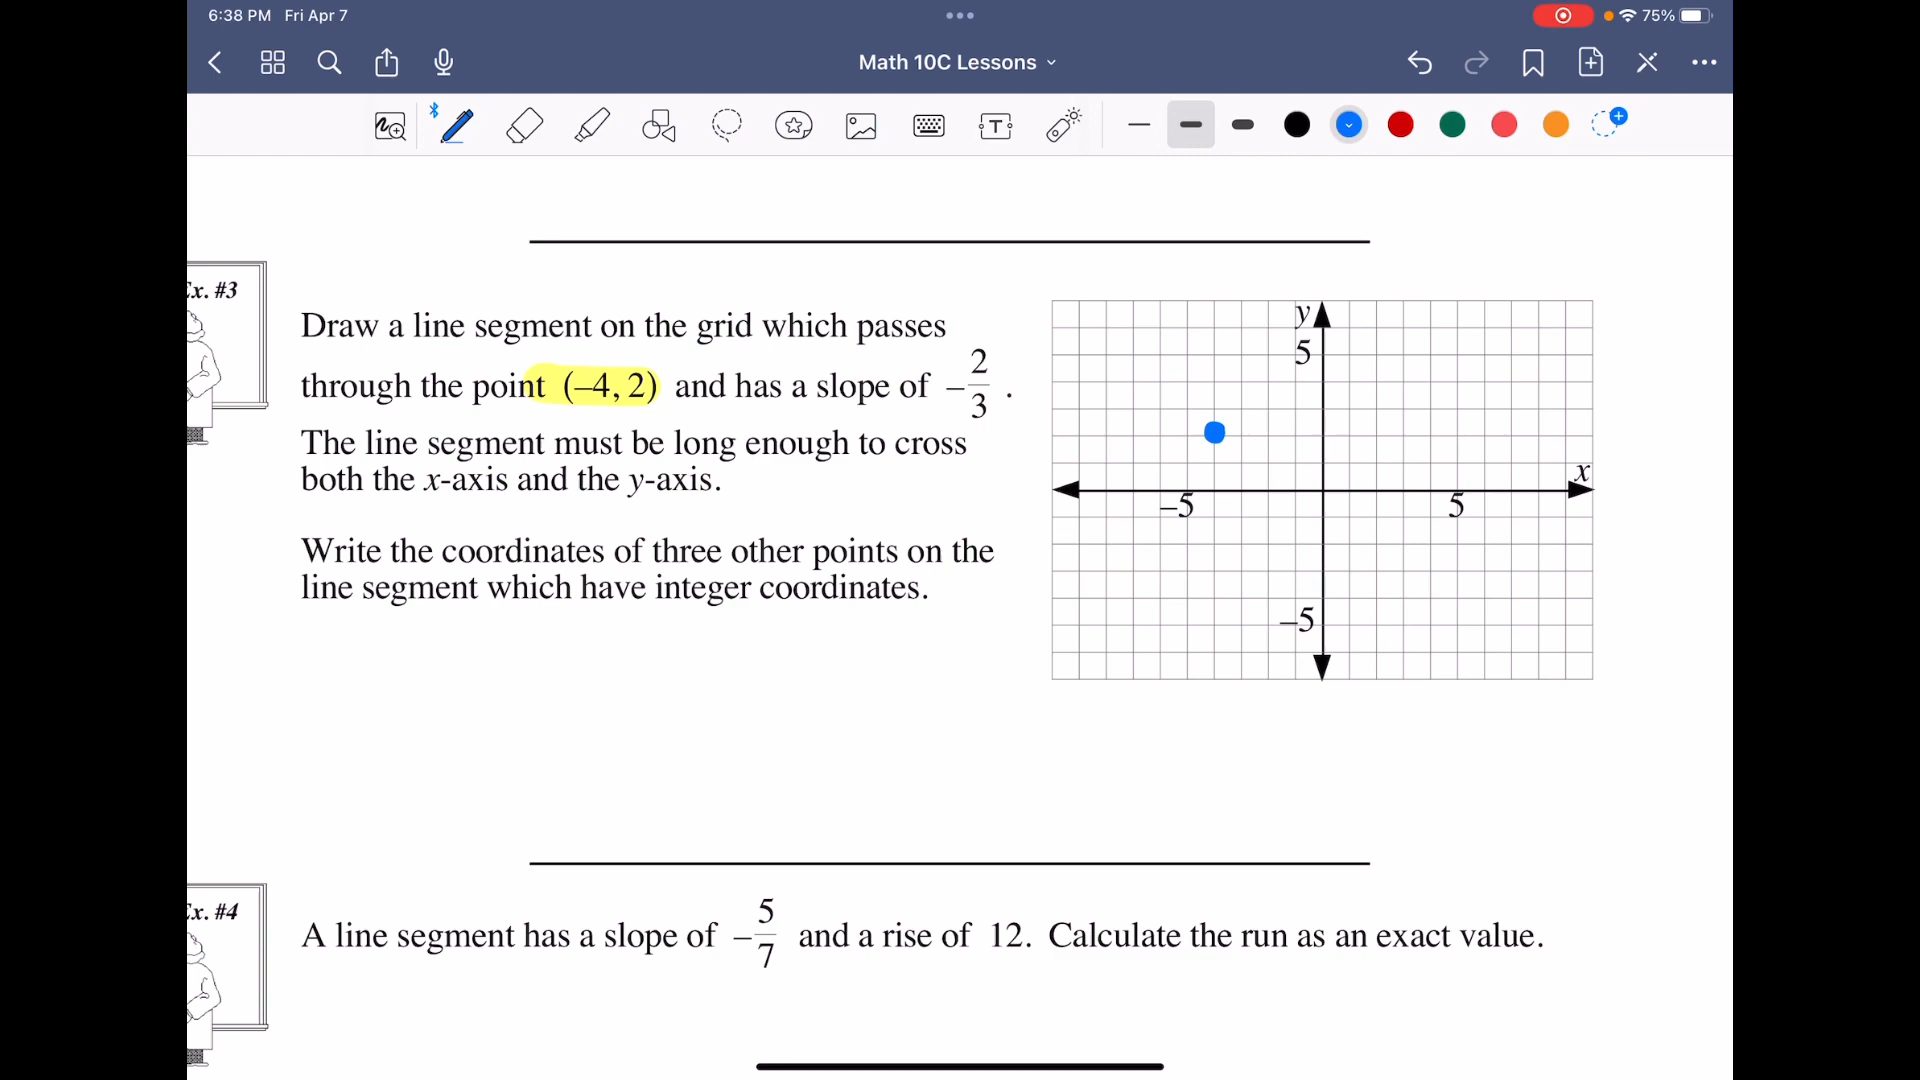 6:38 PM Fri Apr 7
75%
Math 10C Lessons
T
Ex. #3
Draw a line segment on the grid which passes
through the point (–4, 2) and has a slope of –2/3 .
The line segment must be long enough to cross
both the x-axis and the y-axis.
Write the coordinates of three other points on the
line segment which have integer coordinates.
y
5
x
–5
5
–5
Ex. #4
A line segment has a slope of –5/7 and a rise of 12. Calculate the run as an exact value.